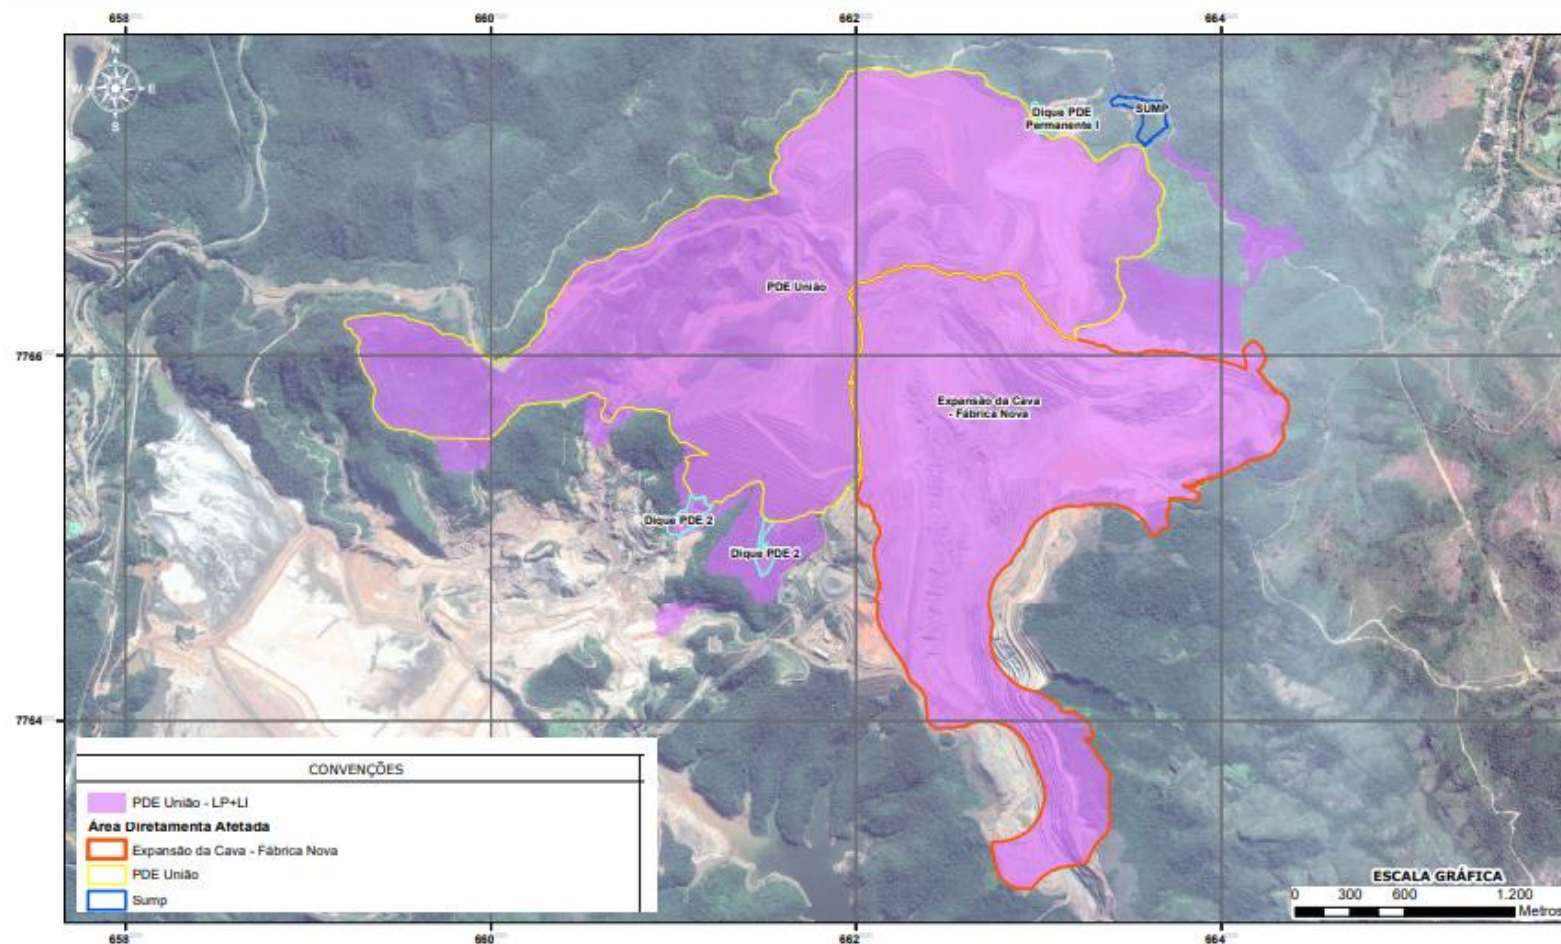 658
660
662
664
N
W
E
S
Dique PDE
Permanente I
SUMP
PDE União
7766
Expansão da Cava
- Fábrica Nova
Dique PDE 2
Dique PDE 2
7764
CONVENÇÕES
PDE União - LP+LI
Área Diretamente Afetada
Expansão da Cava - Fábrica Nova
PDE União
Sump
ESCALA GRÁFICA
0 300 600 1.200
Metros
658
660
662
664